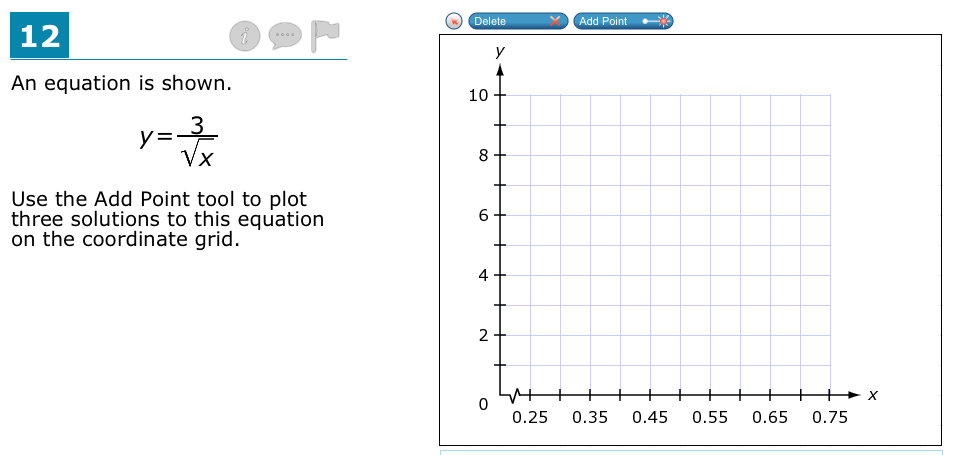 12
An equation is shown.
y = 3/√x
Use the Add Point tool to plot
three solutions to this equation
on the coordinate grid.
Delete Add Point
y
10
8
6
4
2
0
x
0.25 0.35 0.45 0.55 0.65 0.75